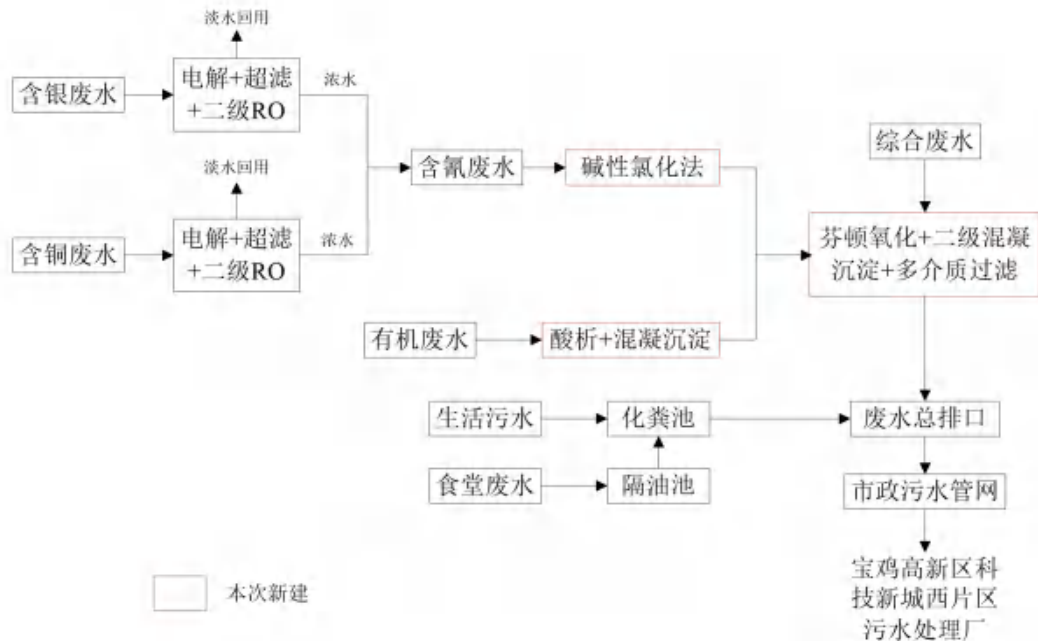 淡水回用
含银废水
电解+超滤
+二级RO
浓水
淡水回用
含铜废水
电解+超滤
+二级RO
浓水
含氰废水
碱性氯化法
综合废水
芬顿氧化+二级混凝
沉淀+多介质过滤
有机废水
酸析+混凝沉淀
生活污水
化粪池
废水总排口
食堂废水
隔油池
市政污水管网
宝鸡高新区科
技新城西片区
污水处理厂
本次新建